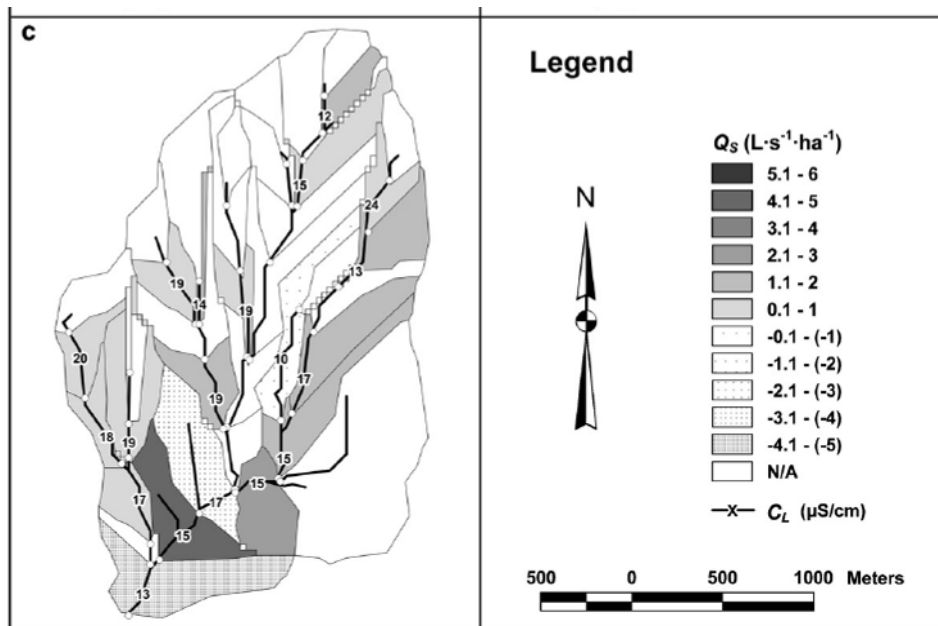 c
12
15
24
13
19
14
19
20
10
17
19
18
19
17
15
15
17
15
13
Legend
N
Qs (L·s⁻¹·ha⁻¹)
5.1 - 6
4.1 - 5
3.1 - 4
2.1 - 3
1.1 - 2
0.1 - 1
-0.1 - (-1)
-1.1 - (-2)
-2.1 - (-3)
-3.1 - (-4)
-4.1 - (-5)
N/A
X CL (µS/cm)
500 0 500 1000 Meters